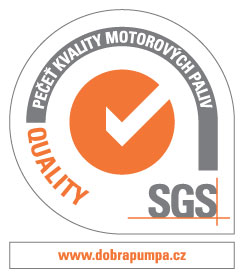 PEČEŤ KVALITY MOTOROVÝCH PALIV
QUALITY
SGS
www.dobrapumpa.cz